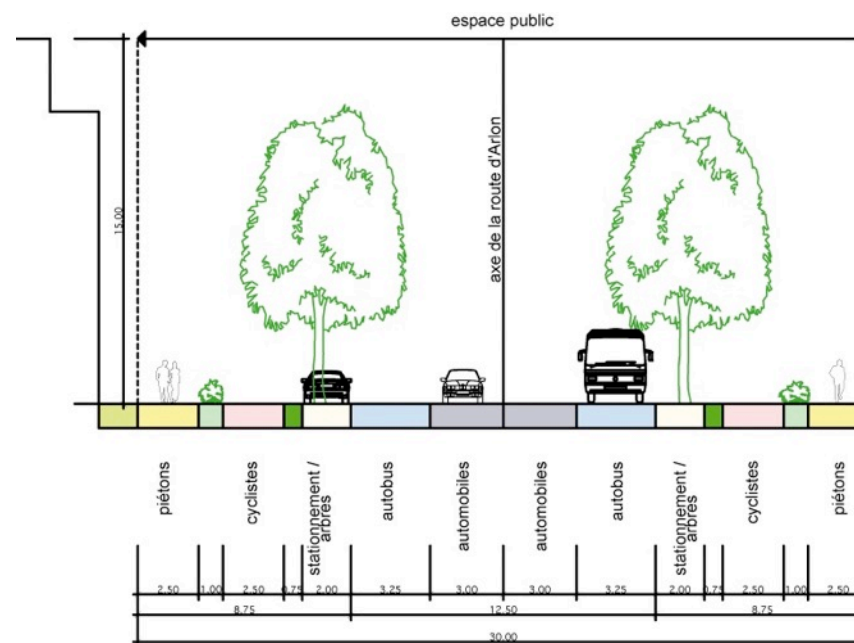 espace public
axe de la route d'Arlon
15.00
piétons
cyclistes
stationnement /
arbres
autobus
automobiles
automobiles
autobus
stationnement /
arbres
cyclistes
piétons
2.50 1.00 2.50 0.75 2.00 3.25 3.00 3.00 3.25 2.00 0.75 2.50 1.00 2.50
8.75 12.50 8.75
30.00